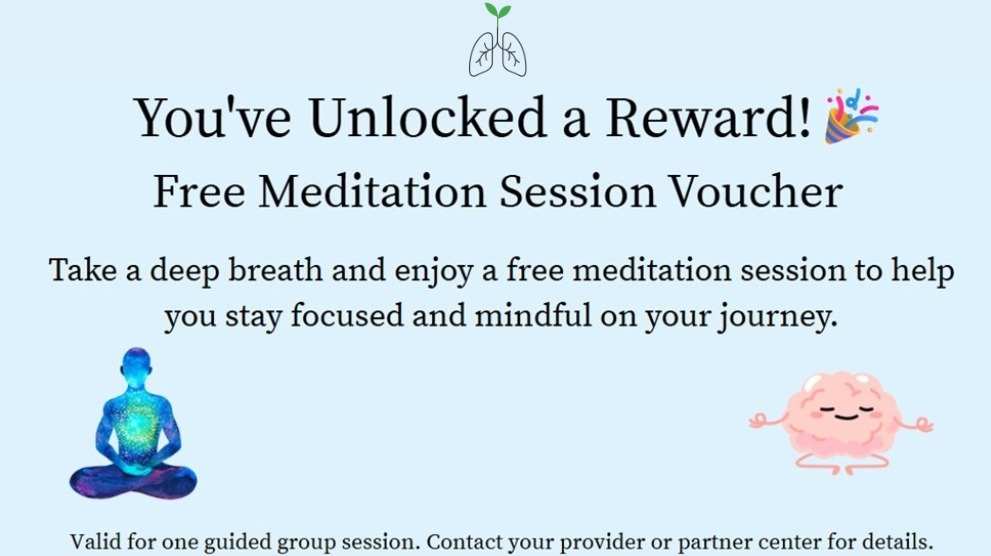 You've Unlocked a Reward!
Free Meditation Session Voucher
Take a deep breath and enjoy a free meditation session to help
you stay focused and mindful on your journey.
Valid for one guided group session. Contact your provider or partner center for details.